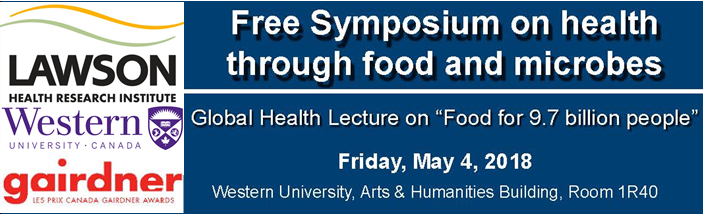 LAWSON
HEALTH RESEARCH INSTITUTE
Western
UNIVERSITY · CANADA
gairdner
LES PRIX CANADA GAIRDNER AWARDS
Free Symposium on health
through food and microbes
Global Health Lecture on “Food for 9.7 billion people”
Friday, May 4, 2018
Western University, Arts & Humanities Building, Room 1R40